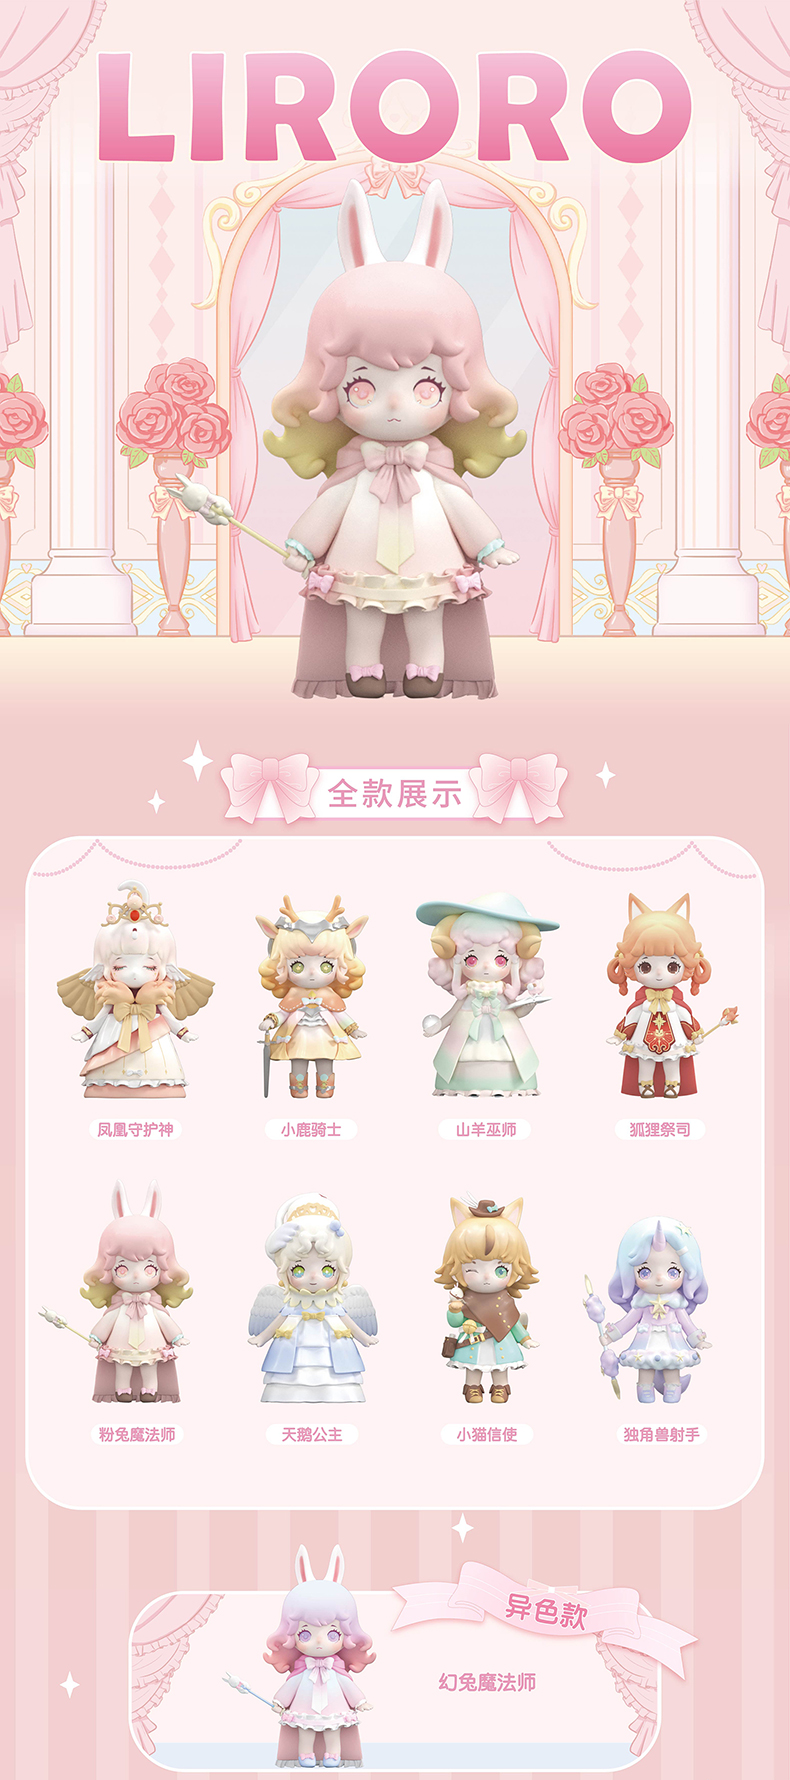 LIRORO
全款展示
凤凰守护神
小鹿骑士
山羊巫师
狐狸祭司
粉兔魔法师
天鹅公主
小猫信使
独角兽射手
异色款
幻兔魔法师